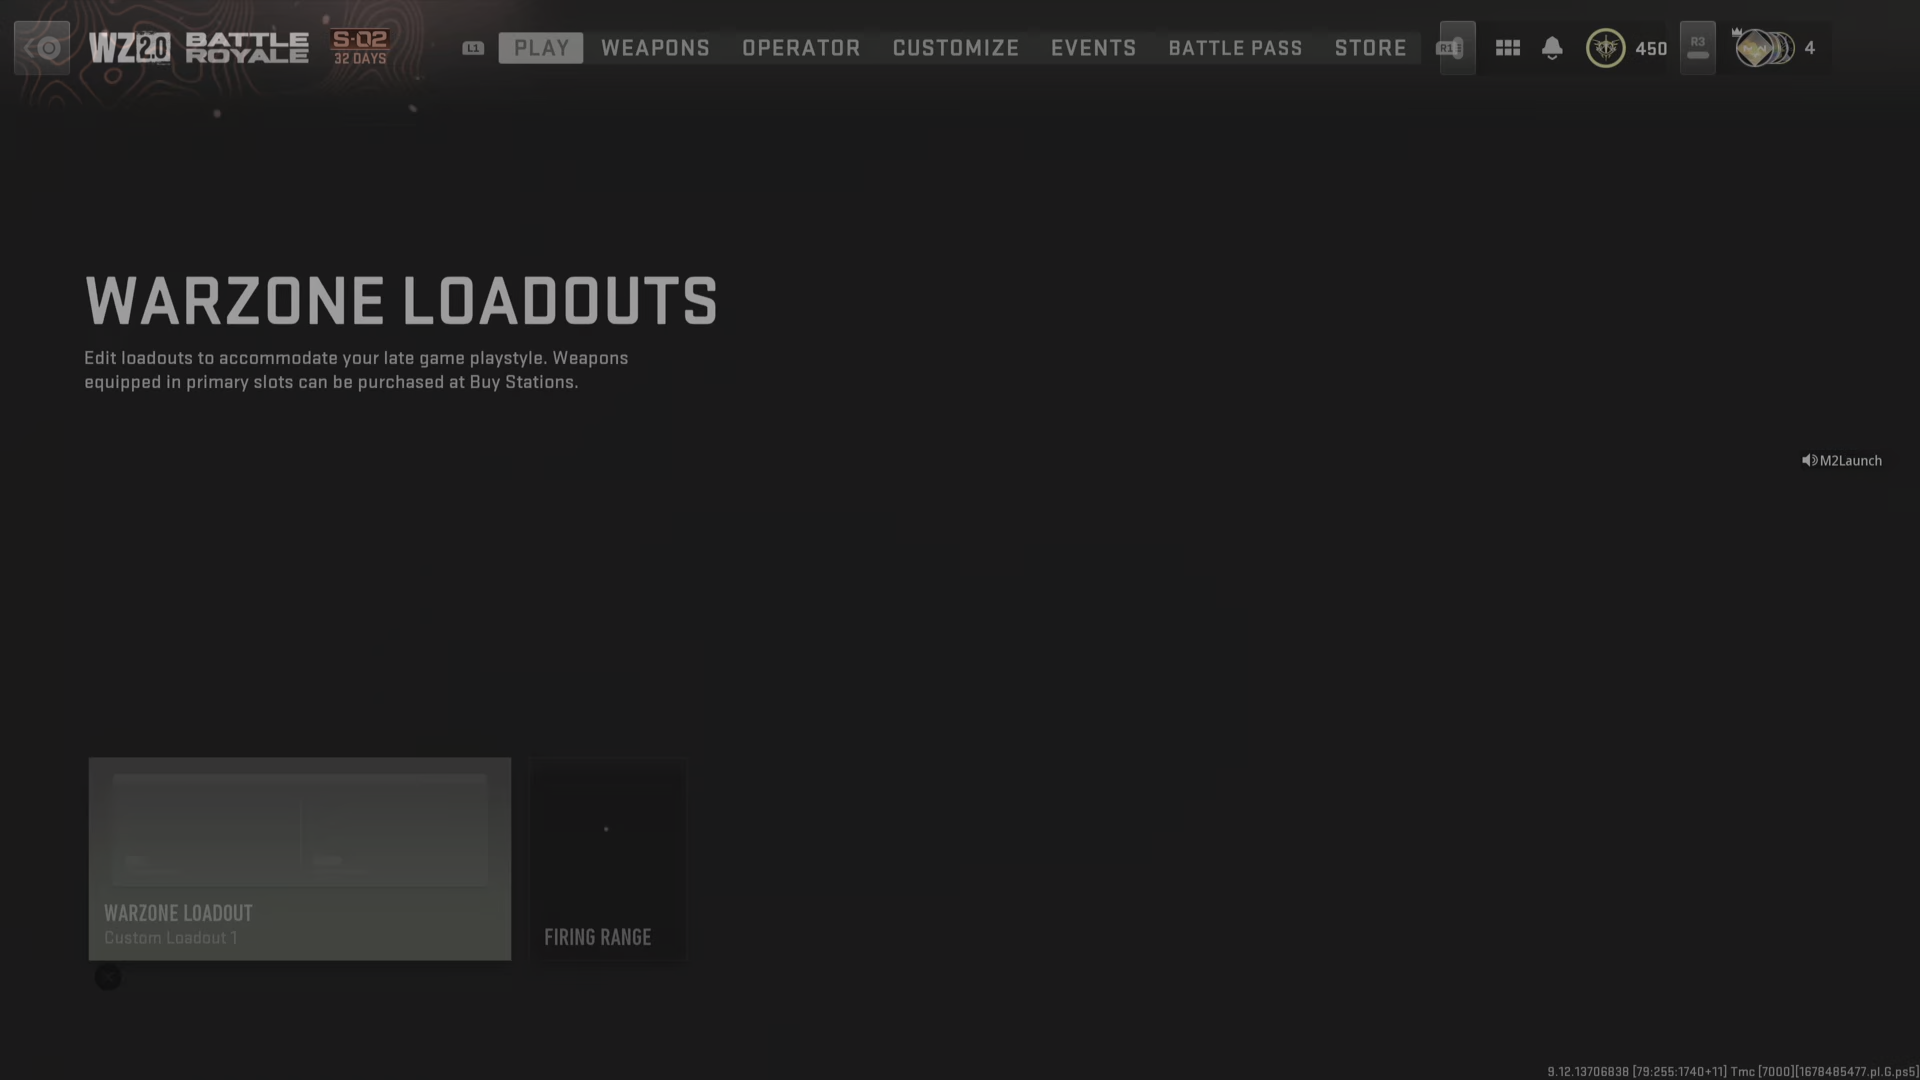 WZ2.0 BATTLE ROYALE S-02 32 DAYS
L1 PLAY WEAPONS OPERATOR CUSTOMIZE EVENTS BATTLE PASS STORE R1 450 R3 4
WARZONE LOADOUTS
Edit loadouts to accommodate your late game playstyle. Weapons
equipped in primary slots can be purchased at Buy Stations.
M2Launch
WARZONE LOADOUT
Custom Loadout 1
FIRING RANGE
9.12.13706838 [79:255:1740+11] Tmc [7000][1678485477.pl.G.ps5]